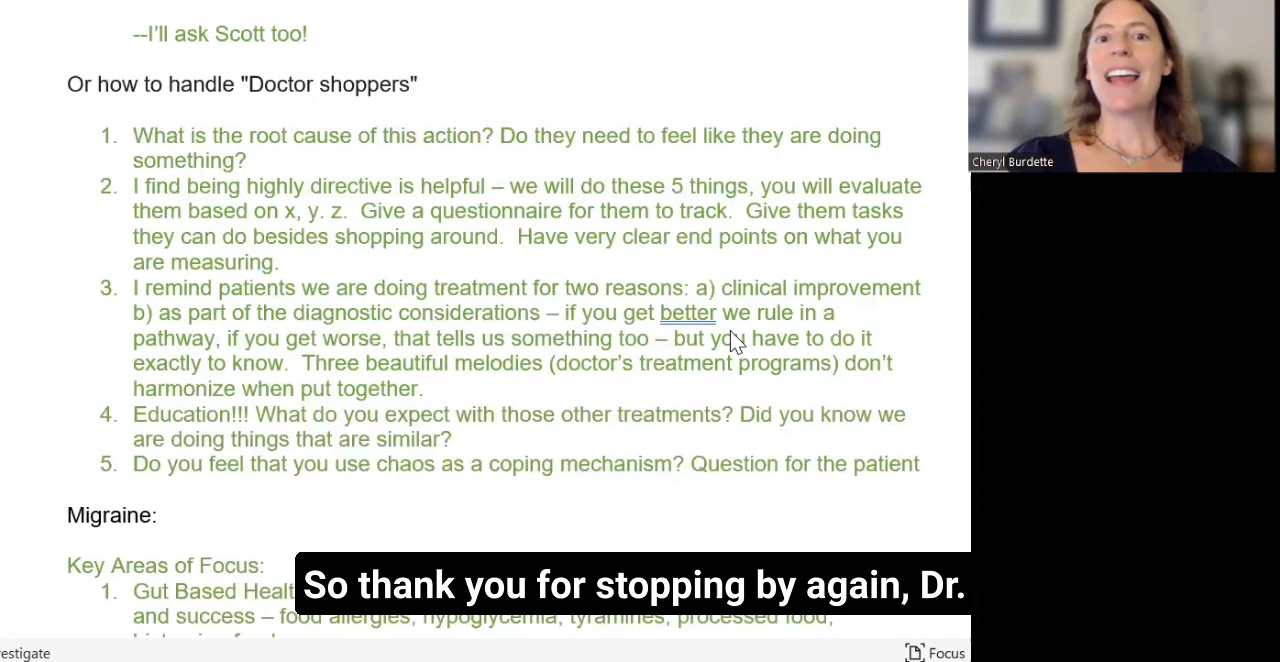 --I’ll ask Scott too!
Or how to handle "Doctor shoppers"
1. What is the root cause of this action? Do they need to feel like they are doing
something?
2. I find being highly directive is helpful – we will do these 5 things, you will evaluate
them based on x, y. z.  Give a questionnaire for them to track.  Give them tasks
they can do besides shopping around.  Have very clear end points on what you
are measuring.
3. I remind patients we are doing treatment for two reasons: a) clinical improvement
b) as part of the diagnostic considerations – if you get better we rule in a
pathway, if you get worse, that tells us something too – but you have to do it
exactly to know.  Three beautiful melodies (doctor’s treatment programs) don’t
harmonize when put together.
4. Education!!! What do you expect with those other treatments? Did you know we
are doing things that are similar?
5. Do you feel that you use chaos as a coping mechanism? Question for the patient
Migraine:
Key Areas of Focus:
1. Gut Based Healt
and success – food allergies, hypoglycemia, tyramines, processed food,
So thank you for stopping by again, Dr.
Cheryl Burdette
estigate
Focus